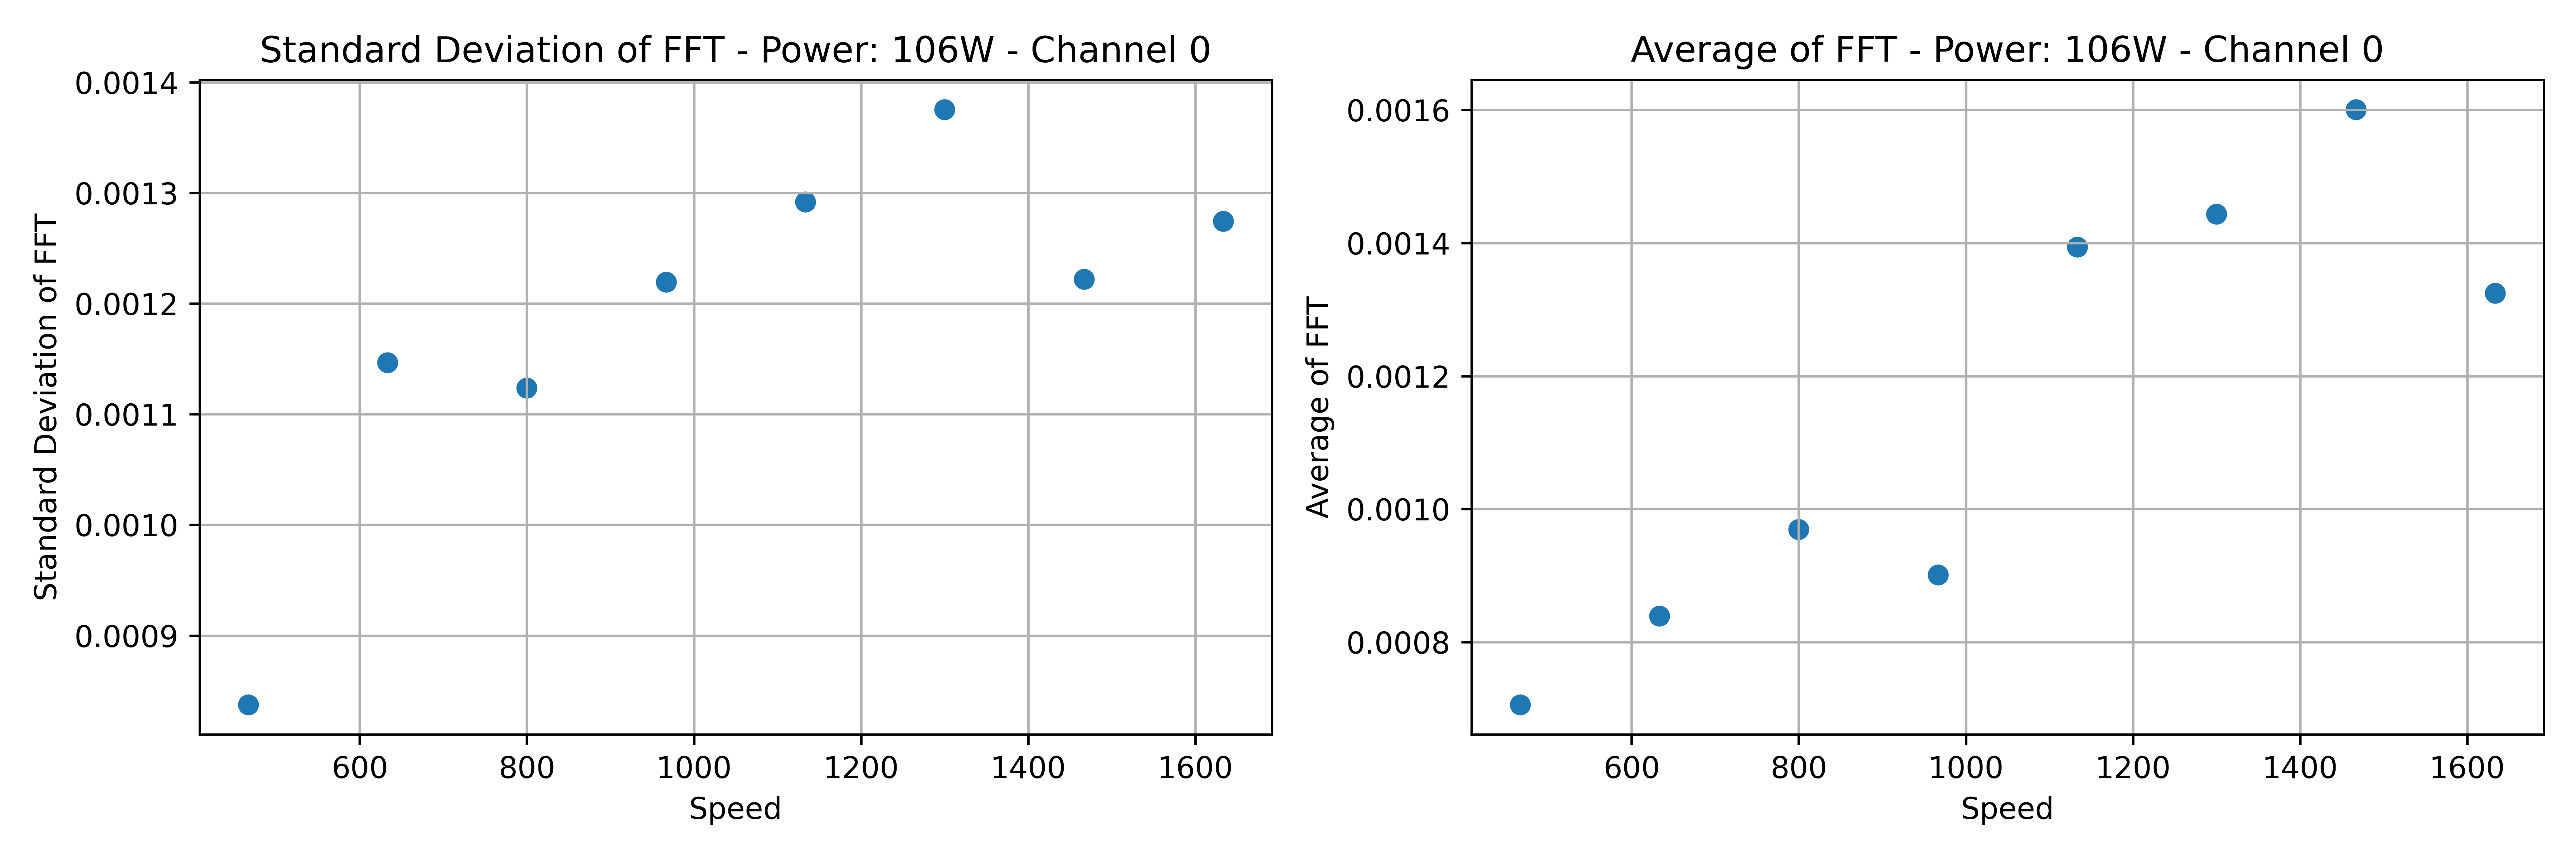 Standard Deviation of FFT - Power: 106W - Channel 0
0.0014
0.0013
0.0012
0.0011
0.0010
0.0009
Standard Deviation of FFT
600 800 1000 1200 1400 1600
Speed
Average of FFT - Power: 106W - Channel 0
0.0016
0.0014
0.0012
0.0010
0.0008
Average of FFT
600 800 1000 1200 1400 1600
Speed